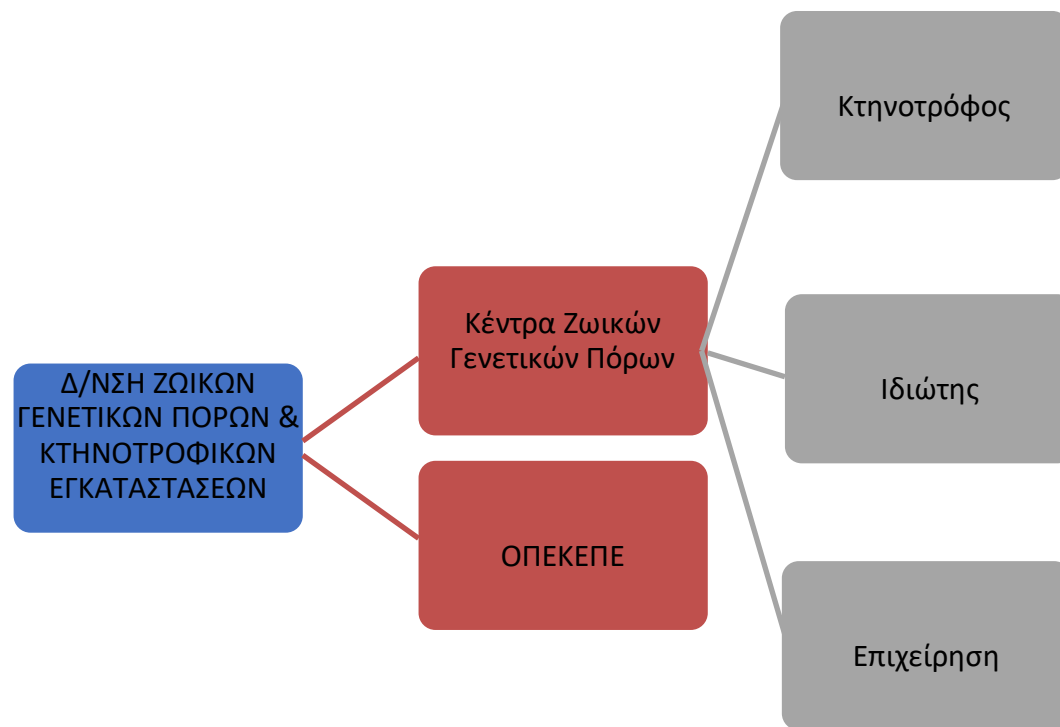 Δ/ΝΣΗ ΖΩΙΚΩΝ
ΓΕΝΕΤΙΚΩΝ ΠΟΡΩΝ &
ΚΤΗΝΟΤΡΟΦΙΚΩΝ
ΕΓΚΑΤΑΣΤΑΣΕΩΝ
Κέντρα Ζωικών
Γενετικών Πόρων
ΟΠΕΚΕΠΕ
Κτηνοτρόφος
Ιδιώτης
Επιχείρηση